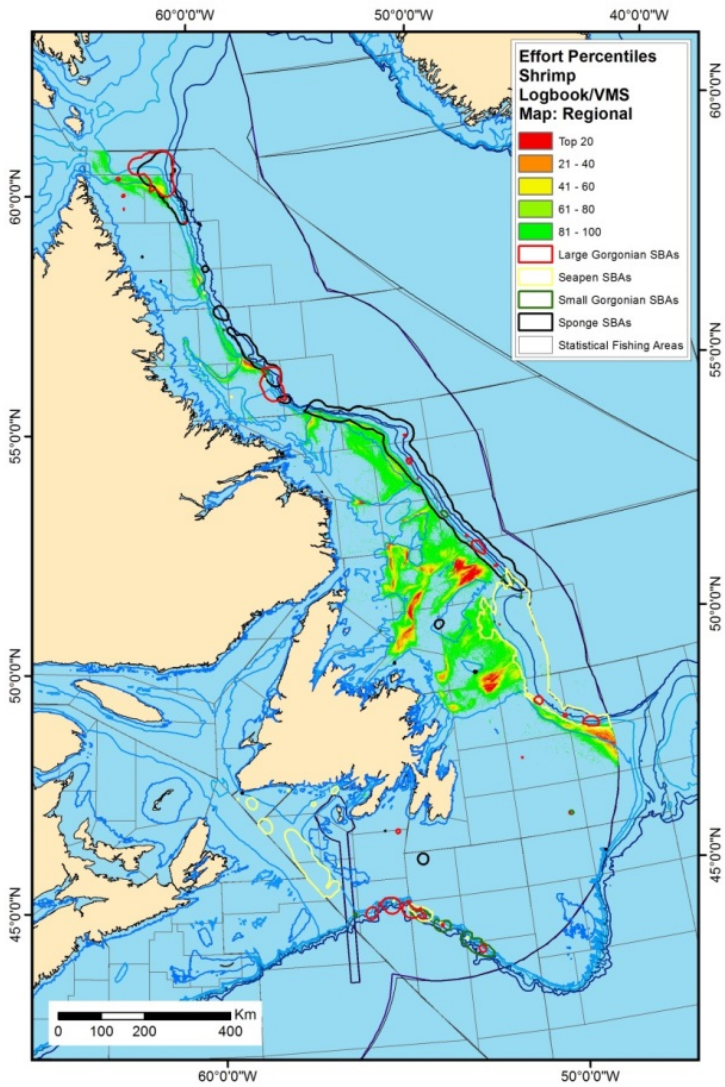 60°0'0"W
50°0'0"W
40°0'0"W
Effort Percentiles
Shrimp
Logbook/VMS
Map: Regional
Top 20
21 - 40
41 - 60
61 - 80
81 - 100
Large Gorgonian SBAs
Seapen SBAs
Small Gorgonian SBAs
Sponge SBAs
Statistical Fishing Areas
60°0'0"N
60°0'0"N
55°0'0"N
55°0'0"N
50°0'0"N
50°0'0"N
45°0'0"N
45°0'0"N
Km
0 100 200 400
60°0'0"W
50°0'0"W